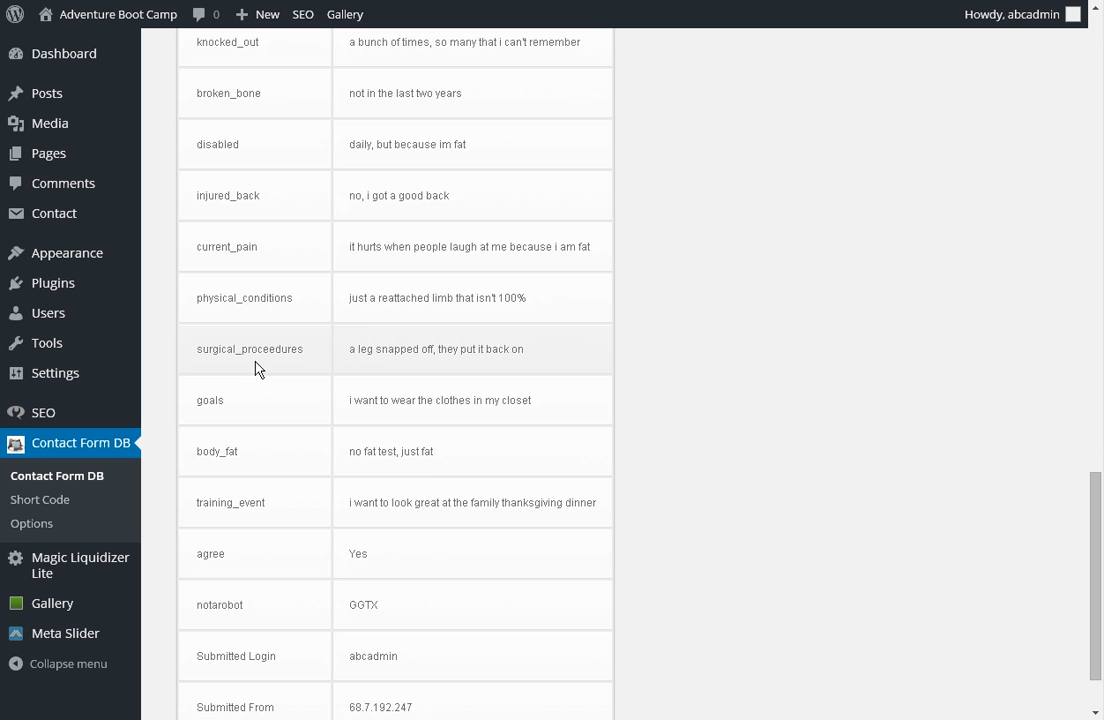 Adventure Boot Camp 0 New SEO Gallery Howdy, abcadmin
Dashboard
Posts
Media
Pages
Comments
Contact
Appearance
Plugins
Users
Tools
Settings
SEO
Contact Form DB
Contact Form DB
Short Code
Options
Magic Liquidizer
Lite
Gallery
Meta Slider
Collapse menu
knocked_out a bunch of times, so many that i can't remember
broken_bone not in the last two years
disabled daily, but because im fat
injured_back no, i got a good back
current_pain it hurts when people laugh at me because i am fat
physical_conditions just a reattached limb that isn't 100%
surgical_proceedures a leg snapped off, they put it back on
goals i want to wear the clothes in my closet
body_fat no fat test, just fat
training_event i want to look great at the family thanksgiving dinner
agree Yes
notarobot GGTX
Submitted Login abcadmin
Submitted From 68.7.192.247